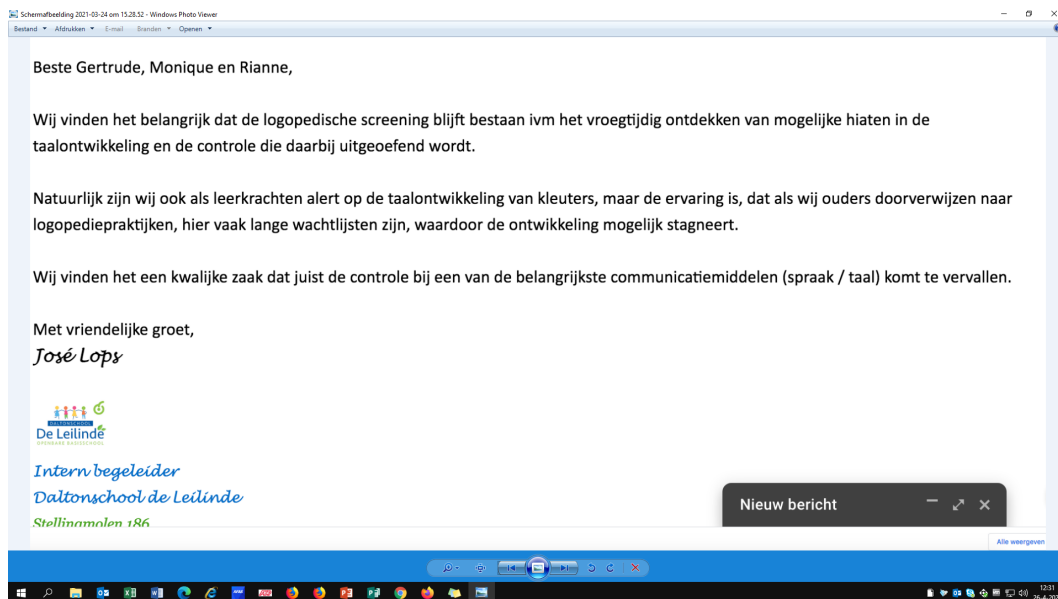 Schermafbeelding 2021-03-24 om 15.28.52 - Windows Photo Viewer
Bestand Afdrukken E-mail Branden Openen
Beste Gertrude, Monique en Rianne,
Wij vinden het belangrijk dat de logopedische screening blijft bestaan ivm het vroegtijdig ontdekken van mogelijke hiaten in de
taalontwikkeling en de controle die daarbij uitgeoefend wordt.
Natuurlijk zijn wij ook als leerkrachten alert op de taalontwikkeling van kleuters, maar de ervaring is, dat als wij ouders doorverwijzen naar
logopediepraktijken, hier vaak lange wachtlijsten zijn, waardoor de ontwikkeling mogelijk stagneert.
Wij vinden het een kwalijke zaak dat juist de controle bij een van de belangrijkste communicatiemiddelen (spraak / taal) komt te vervallen.
Met vriendelijke groet,
José Lops
DALTONSCHOOL
De Leilinde
OPENBARE BASISSCHOOL
Intern begeleider
Daltonschool de Leilinde
Stellingmolen 186
Nieuw bericht
Alle weergeven
12:31